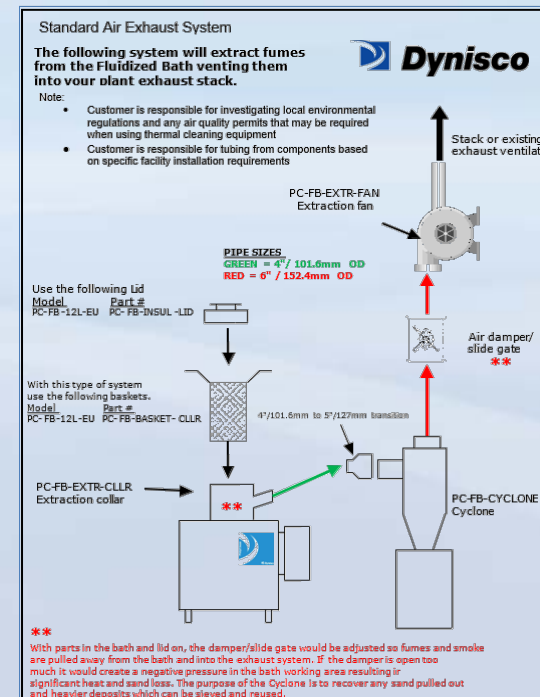 Standard Air Exhaust System
The following system will extract fumes
from the Fluidized Bath venting them
into your plant exhaust stack.
Dynisco
Note:
• Customer is responsible for investigating local environmental
regulations and any air quality permits that may be required
when using thermal cleaning equipment
• Customer is responsible for tubing from components based
on specific facility installation requirements
Stack or existing
exhaust ventilat
PC-FB-EXTR-FAN
Extraction fan
PIPE SIZES
GREEN = 4"/ 101.6mm OD
RED = 6" / 152.4mm OD
Use the following Lid
Model Part #
PC-FB-12L-EU PC- FB-INSUL -LID
Air damper/
slide gate
**
With this type of system
use the following baskets.
Model Part #
PC- FB-12L-EU PC-FB-BASKET- CLLR
4"/101.6mm to 5"/127mm transition
PC-FB-EXTR-CLLR
Extraction collar
**
PC-FB-CYCLONE
Cyclone
**
With parts in the bath and lid on, the damper/slide gate would be adjusted so fumes and smoke
are pulled away from the bath and into the exhaust system. If the damper is open too
much it would create a negative pressure in the bath working area resulting ir
significant heat and sand loss. The purpose of the Cyclone is to recover any sand pulled out
and heavier deposits which can be sieved and reused.